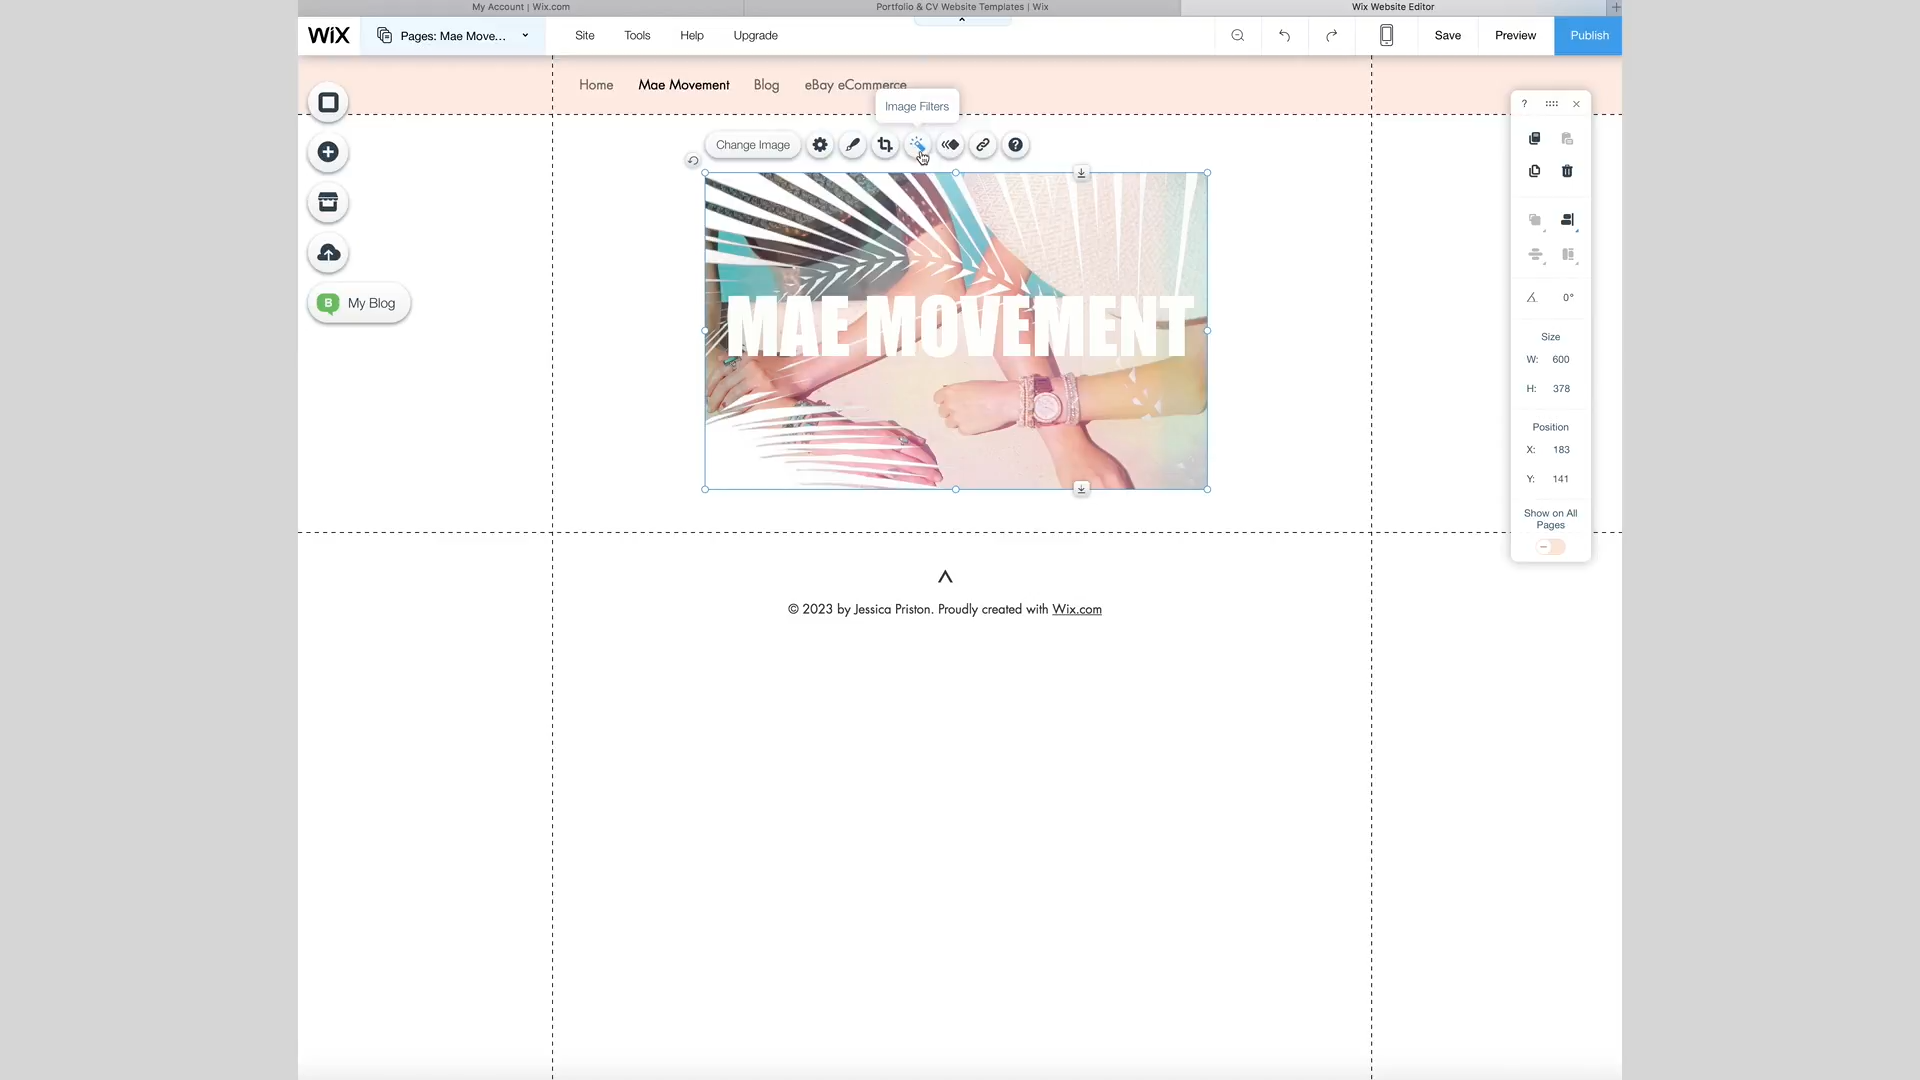 My Account | Wix.com
Portfolio & CV Website Templates | Wix
Wix Website Editor
WiX
Pages: Mae Move...
Site
Tools
Help
Upgrade
Save
Preview
Publish
Home
Mae Movement
Blog
eBay eCommerce
Image Filters
Change Image
MAE MOVEMENT
B My Blog
0°
Size
W: 600
H: 378
Position
X: 183
Y: 141
Show on All
Pages
© 2023 by Jessica Priston. Proudly created with Wix.com